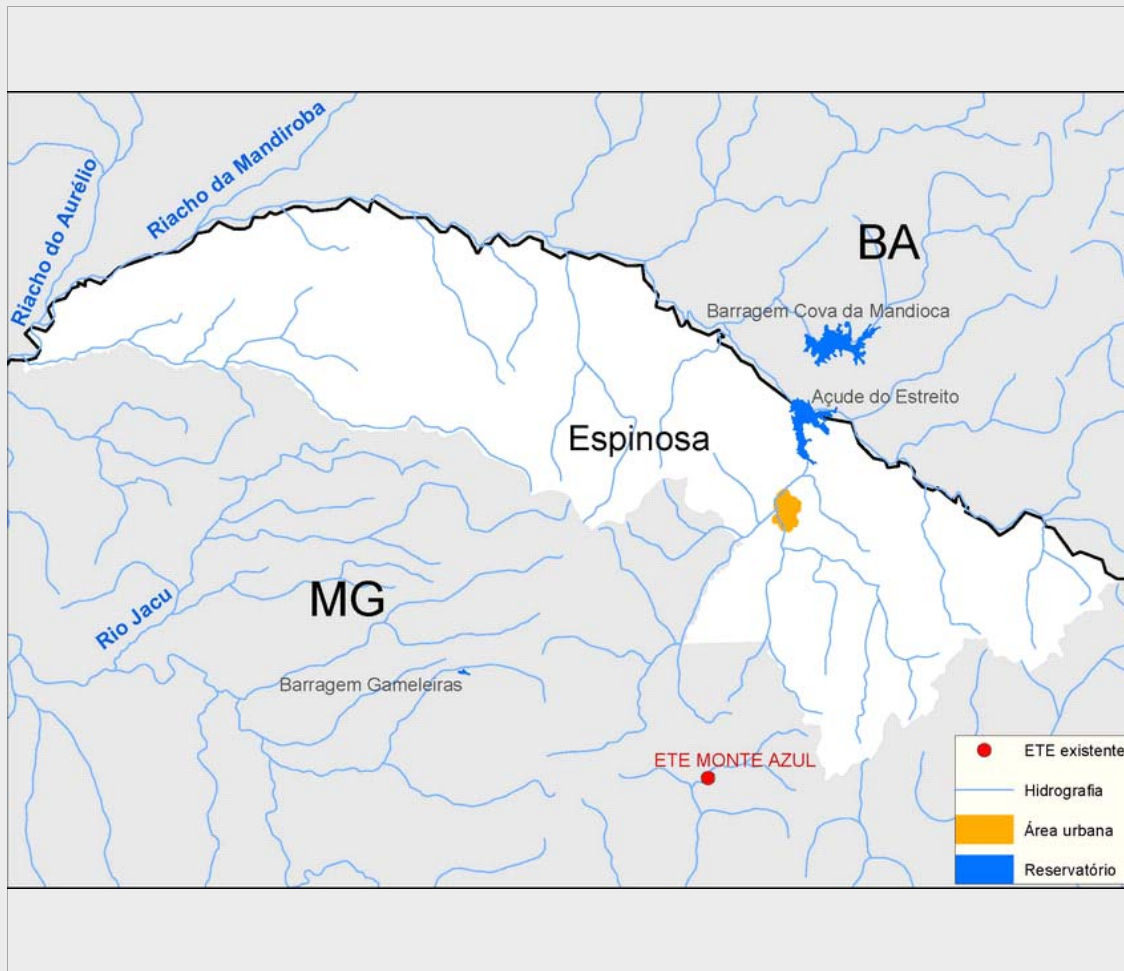 Riacho da Mandiroba
Riacho do Aurélio
BA
Barragem Cova da Mandioca
Açude do Estreito
Espinosa
MG
Rio Jacu
Barragem Gameleiras
ETE MONTE AZUL
ETE existente
Hidrografia
Área urbana
Reservatório